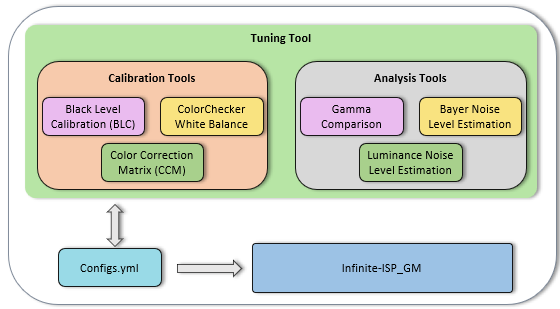 Tuning Tool
Calibration Tools
Black Level
Calibration (BLC)
ColorChecker
White Balance
Color Correction
Matrix (CCM)
Analysis Tools
Gamma
Comparison
Bayer Noise
Level Estimation
Luminance Noise
Level Estimation
Configs.yml
Infinite-ISP_GM